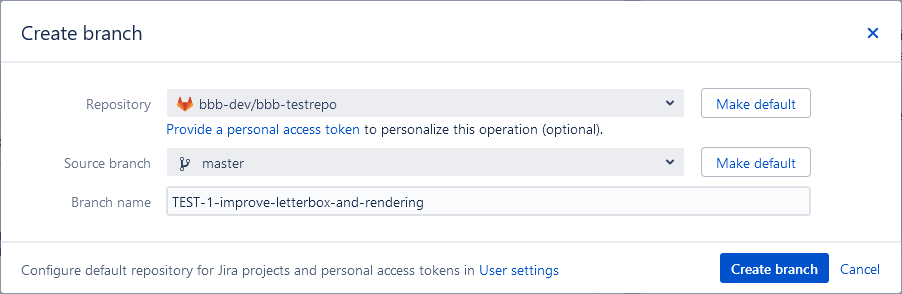 Create branch
Repository bbb-dev/bbb-testrepo Make default
Provide a personal access token to personalize this operation (optional).
Source branch master Make default
Branch name TEST-1-improve-letterbox-and-rendering
Configure default repository for Jira projects and personal access tokens in User settings Create branch Cancel